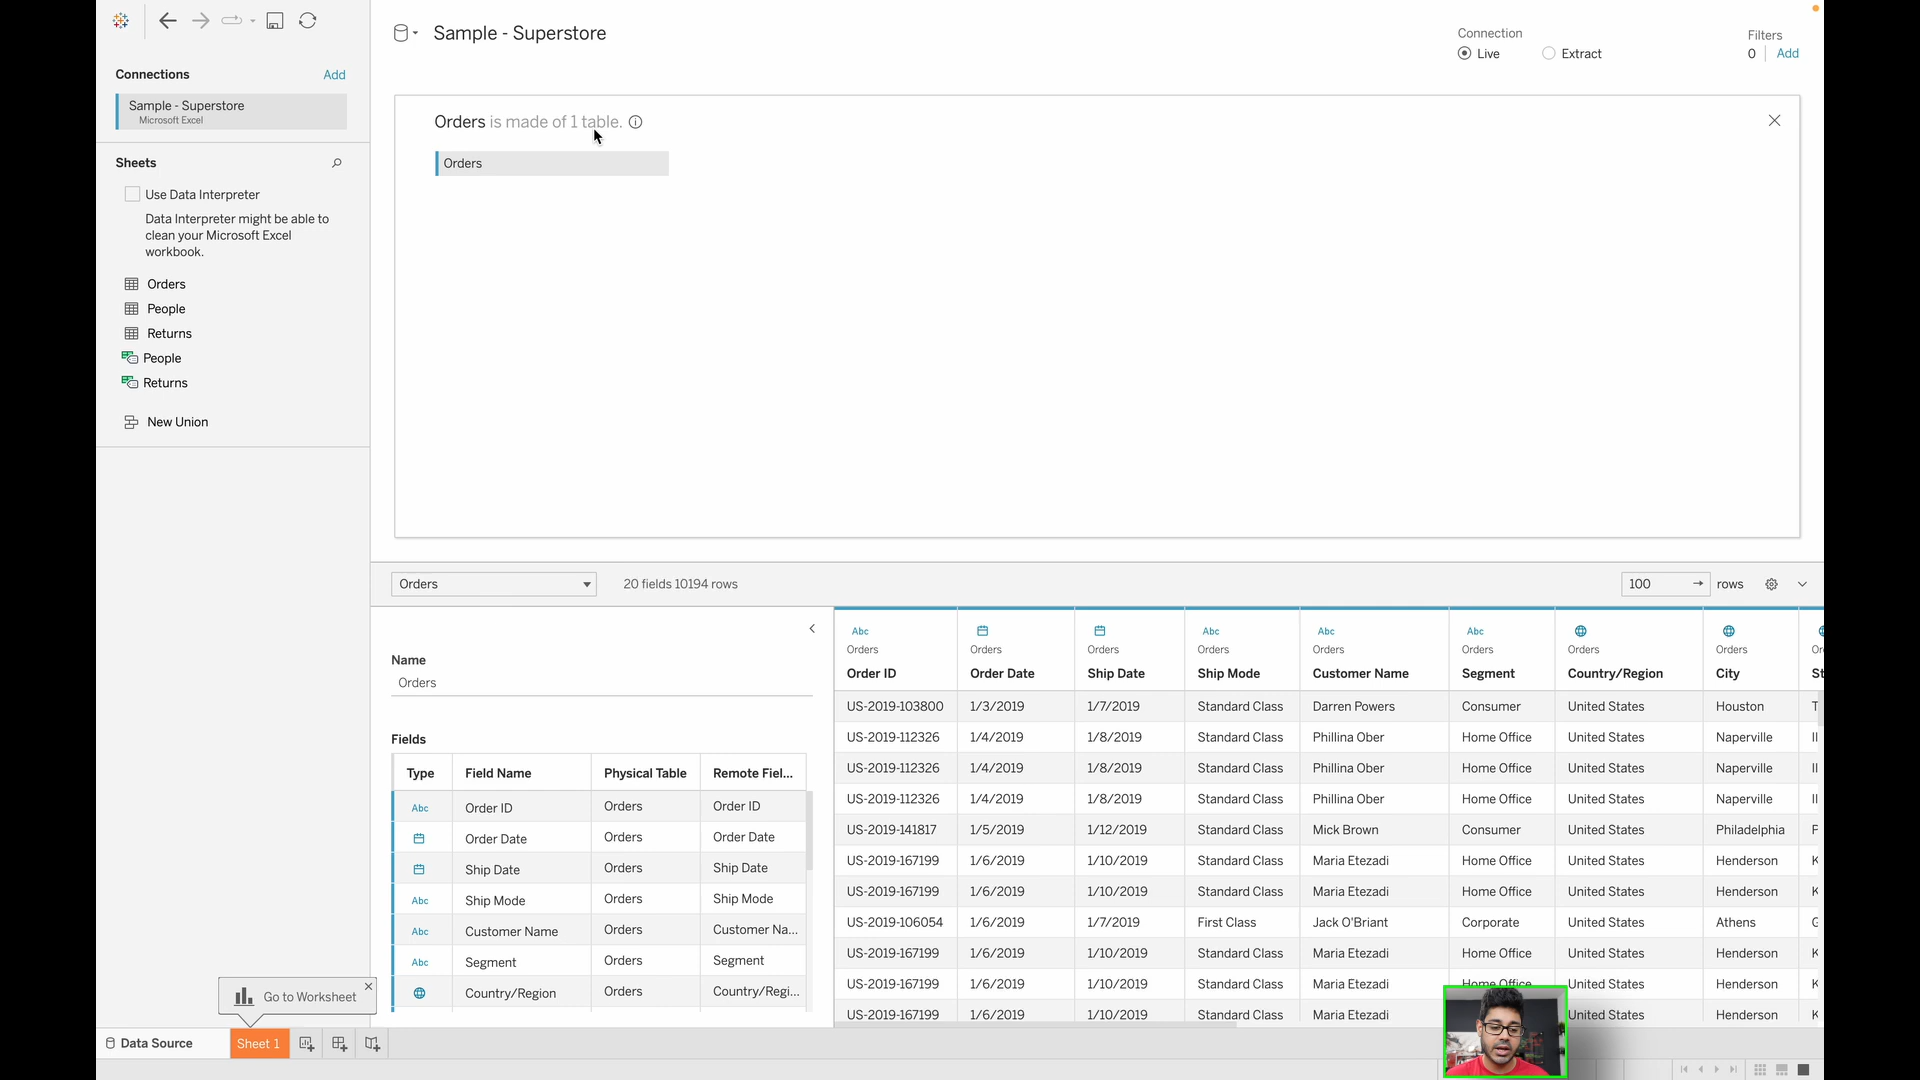 Sample - Superstore
Connection
Live
Extract
Filters
0
Add
Connections
Add
Sample - Superstore
Microsoft Excel
Sheets
Use Data Interpreter
Data Interpreter might be able to
clean your Microsoft Excel
workbook.
Orders
People
Returns
People
Returns
New Union
Orders is made of 1 table.
Orders
Orders
20 fields 10194 rows
100
rows
Name
Orders
Fields
Type Field Name Physical Table Remote Fiel...
Abc Order ID Orders Order ID
Order Date Orders Order Date
Ship Date Orders Ship Date
Abc Ship Mode Orders Ship Mode
Abc Customer Name Orders Customer Na...
Abc Segment Orders Segment
Country/Region Orders Country/Regi...
Abc Abc Abc Abc
Orders Orders Orders Orders Orders Orders Orders Orders
Order ID Order Date Ship Date Ship Mode Customer Name Segment Country/Region City
US-2019-103800 1/3/2019 1/7/2019 Standard Class Darren Powers Consumer United States Houston
US-2019-112326 1/4/2019 1/8/2019 Standard Class Phillina Ober Home Office United States Naperville
US-2019-112326 1/4/2019 1/8/2019 Standard Class Phillina Ober Home Office United States Naperville
US-2019-112326 1/4/2019 1/8/2019 Standard Class Phillina Ober Home Office United States Naperville
US-2019-141817 1/5/2019 1/12/2019 Standard Class Mick Brown Consumer United States Philadelphia
US-2019-167199 1/6/2019 1/10/2019 Standard Class Maria Etezadi Home Office United States Henderson
US-2019-167199 1/6/2019 1/10/2019 Standard Class Maria Etezadi Home Office United States Henderson
US-2019-106054 1/6/2019 1/7/2019 First Class Jack O'Briant Corporate United States Athens
US-2019-167199 1/6/2019 1/10/2019 Standard Class Maria Etezadi Home Office United States Henderson
US-2019-167199 1/6/2019 1/10/2019 Standard Class Maria Etezadi Home Office United States Henderson
US-2019-167199 1/6/2019 1/10/2019 Standard Class Maria Etezadi United States Henderson
Go to Worksheet
Data Source
Sheet 1